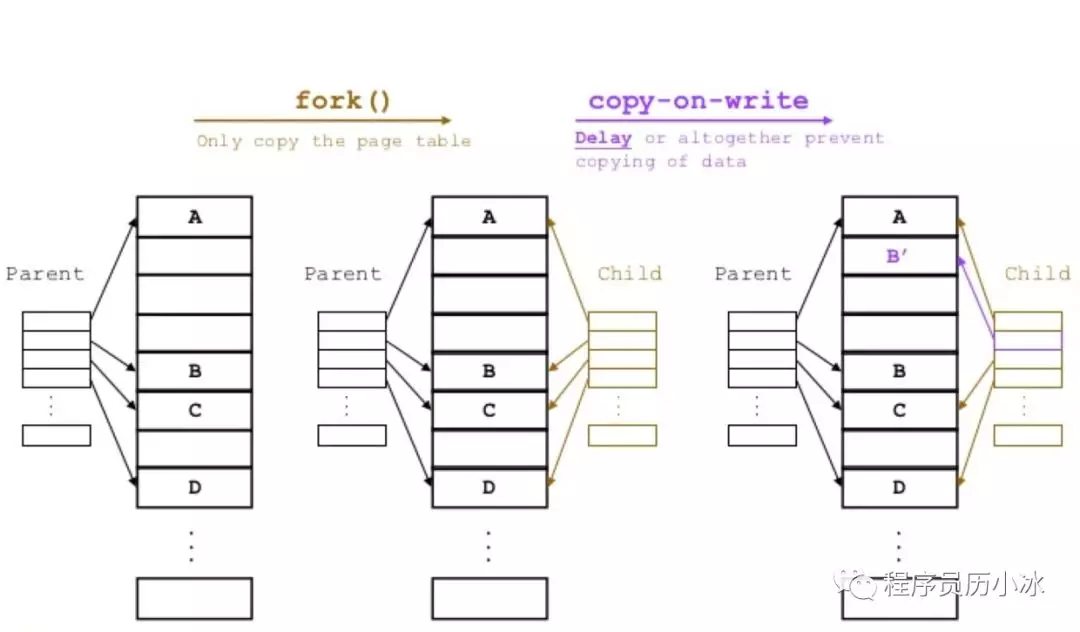 fork()
Only copy the page table
copy-on-write
Delay or altogether prevent
copying of data
Parent
A
B
C
D
Parent
A
B
C
D
Child
Parent
A
B′
B
C
D
Child
程序员历小冰